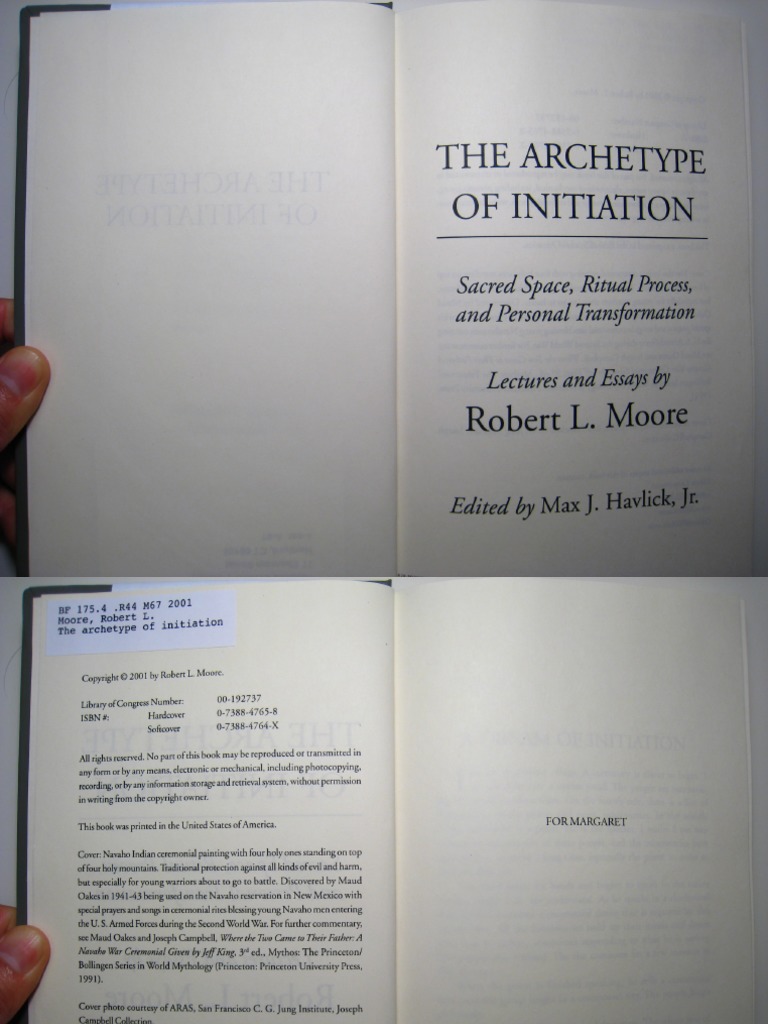 THE ARCHETYPE
OF INITIATION
Sacred Space, Ritual Process,
and Personal Transformation
Lectures and Essays by
Robert L. Moore
Edited by Max J. Havlick, Jr.
BF 175.4 .R44 M67 2001
Moore, Robert L.
The archetype of initiation
Copyright © 2001 by Robert L. Moore.
Library of Congress Number: 00-192737
ISBN #: Hardcover 0-7388-4765-8
Softcover 0-7388-4764-X
All rights reserved. No part of this book may be reproduced or transmitted in
any form or by any means, electronic or mechanical, including photocopying,
recording, or by any information storage and retrieval system, without permission
in writing from the copyright owner.
This book was printed in the United States of America.
Cover: Navaho Indian ceremonial painting with four holy ones standing on top
of four holy mountains. Traditional protection against all kinds of evil and harm,
but especially for young warriors about to go to battle. Discovered by Maud
Oakes in 1941-43 being used on the Navaho reservation in New Mexico with
special prayers and songs in ceremonial rites blessing young Navaho men entering
the U. S. Armed Forces during the Second World War. For further commentary,
see Maud Oakes and Joseph Campbell, Where the Two Came to Their Father: A
Navaho War Ceremonial Given by Jeff King, 3rd ed., Mythos: The Princeton/
Bollingen Series in World Mythology (Princeton: Princeton University Press,
1991).
Cover photo courtesy of ARAS, San Francisco C. G. Jung Institute, Joseph
Campbell Collection.
FOR MARGARET